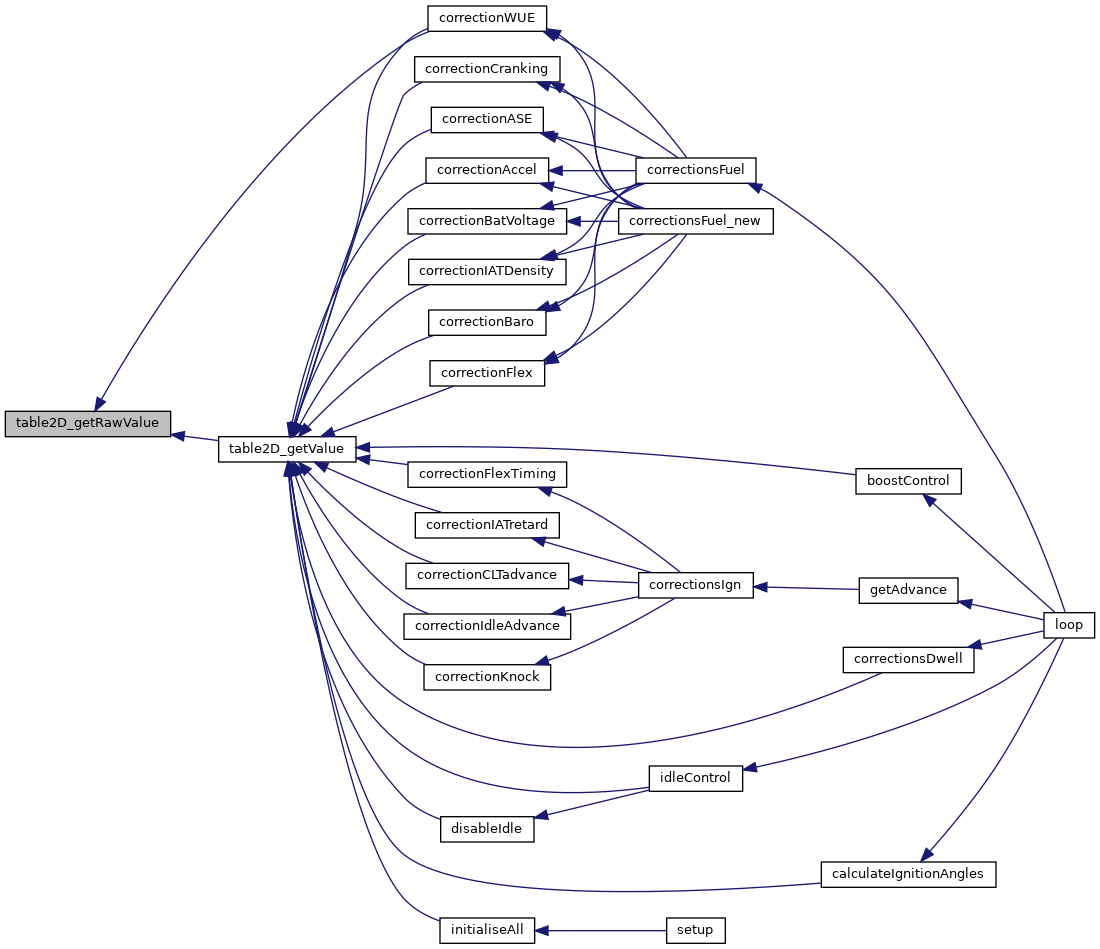 correctionWUE
correctionCranking
correctionASE
correctionAccel
correctionsFuel
correctionBatVoltage
correctionsFuel_new
correctionIATDensity
correctionBaro
correctionFlex
table2D_getRawValue
table2D_getValue
correctionFlexTiming
boostControl
correctionIATretard
correctionCLTadvance
correctionsIgn
getAdvance
correctionIdleAdvance
loop
correctionsDwell
correctionKnock
idleControl
disableIdle
calculateIgnitionAngles
initialiseAll
setup